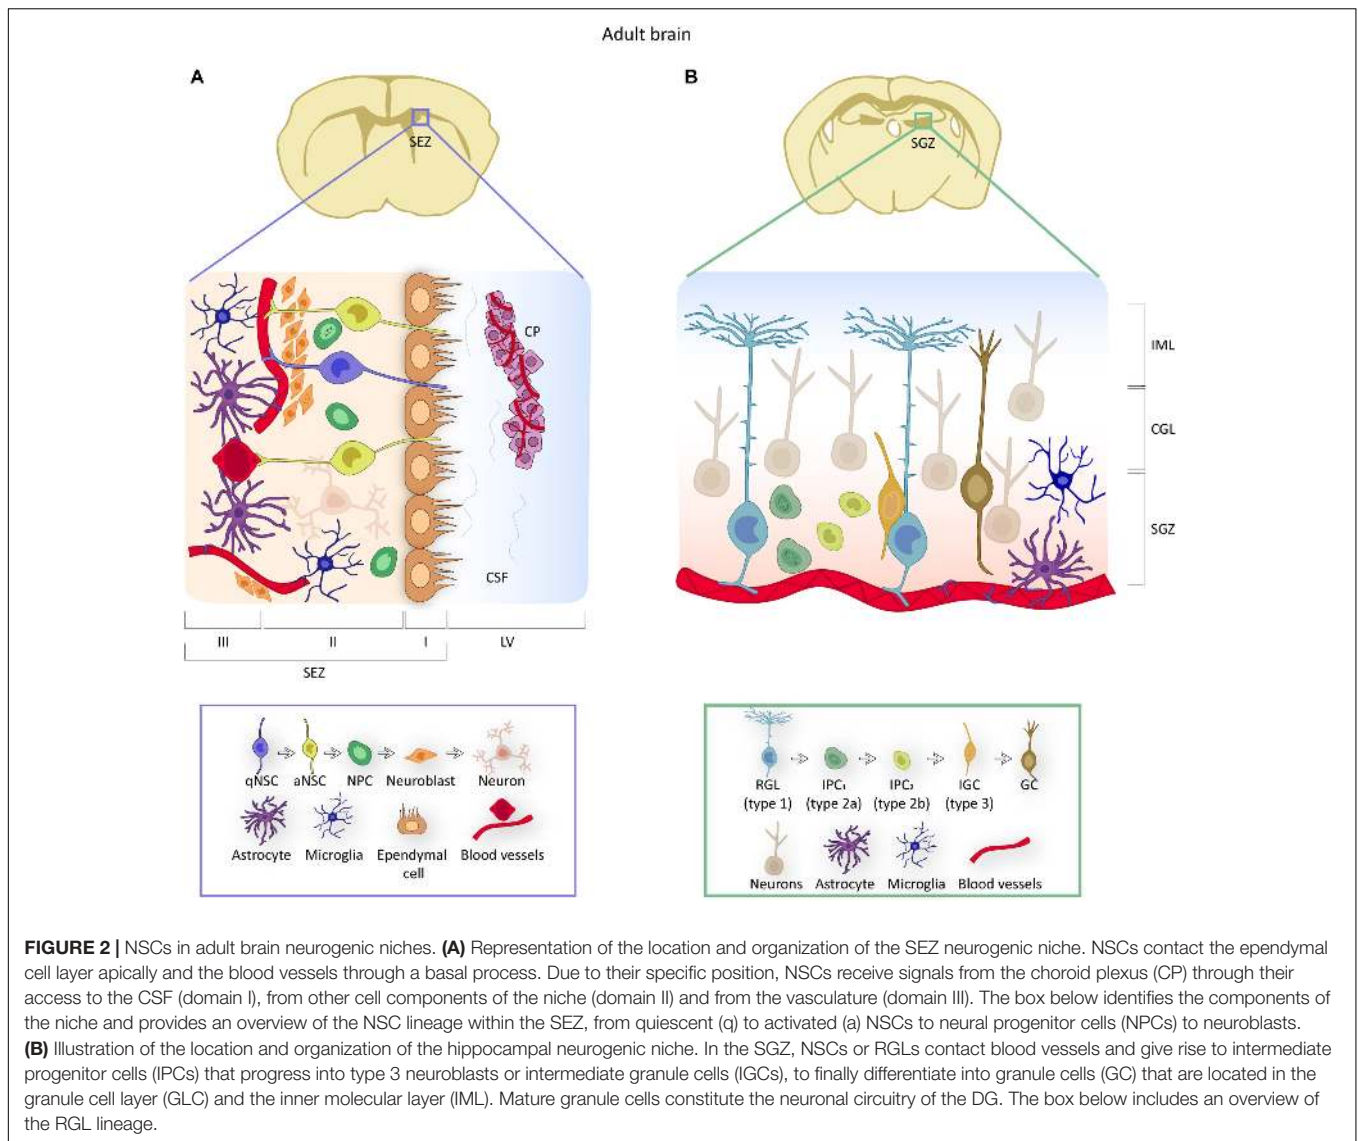 Adult brain
A
B
SEZ
SGZ
CP
CSF
IML
CGL
SGZ
III
II
I
LV
SEZ
qNSC aNSC NPC Neuroblast Neuron
Astrocyte Microglia Ependymal cell Blood vessels
RGL (type 1) IPC₁ (type 2a) IPC₂ (type 2b) IGC (type 3) GC
Neurons Astrocyte Microglia Blood vessels
FIGURE 2 | NSCs in adult brain neurogenic niches. (A) Representation of the location and organization of the SEZ neurogenic niche. NSCs contact the ependymal
cell layer apically and the blood vessels through a basal process. Due to their specific position, NSCs receive signals from the choroid plexus (CP) through their
access to the CSF (domain I), from other cell components of the niche (domain II) and from the vasculature (domain III). The box below identifies the components of
the niche and provides an overview of the NSC lineage within the SEZ, from quiescent (q) to activated (a) NSCs to neural progenitor cells (NPCs) to neuroblasts.
(B) Illustration of the location and organization of the hippocampal neurogenic niche. In the SGZ, NSCs or RGLs contact blood vessels and give rise to intermediate
progenitor cells (IPCs) that progress into type 3 neuroblasts or intermediate granule cells (IGCs), to finally differentiate into granule cells (GC) that are located in the
granule cell layer (GLC) and the inner molecular layer (IML). Mature granule cells constitute the neuronal circuitry of the DG. The box below includes an overview of
the RGL lineage.